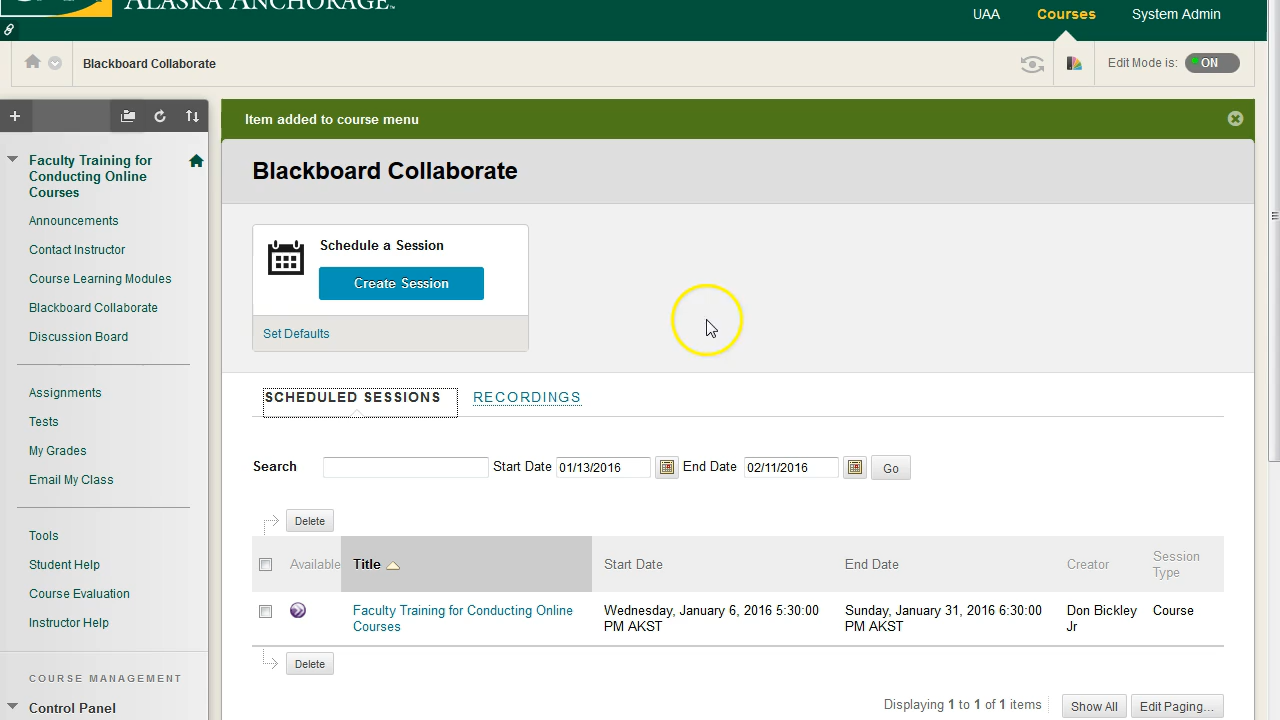 ALASKA ANCHORAGE™
UAA
Courses
System Admin
Blackboard Collaborate
Edit Mode is:
ON
Item added to course menu
Faculty Training for
Conducting Online
Courses
Announcements
Contact Instructor
Course Learning Modules
Blackboard Collaborate
Discussion Board
Assignments
Tests
My Grades
Email My Class
Tools
Student Help
Course Evaluation
Instructor Help
COURSE MANAGEMENT
Control Panel
Blackboard Collaborate
Schedule a Session
Create Session
Set Defaults
SCHEDULED SESSIONS
RECORDINGS
Search
Start Date
01/13/2016
End Date
02/11/2016
Go
Delete
Available
Title
Start Date
End Date
Creator
Session
Type
Faculty Training for Conducting Online
Courses
Wednesday, January 6, 2016 5:30:00
PM AKST
Sunday, January 31, 2016 6:30:00
PM AKST
Don Bickley
Jr
Course
Delete
Displaying 1 to 1 of 1 items
Show All
Edit Paging...